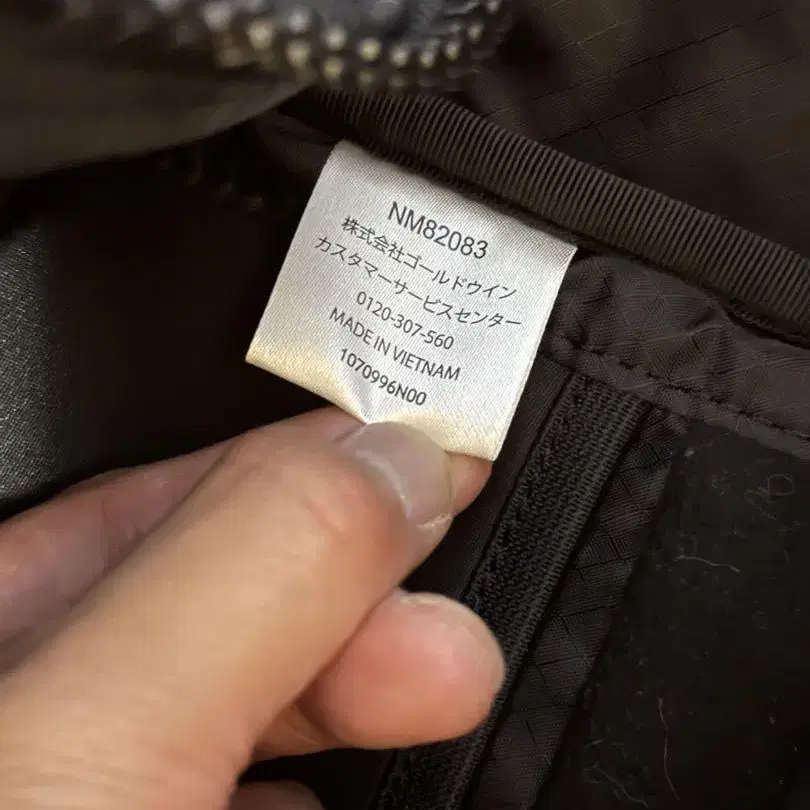 NM82083
株式会社ゴールドウイン
カスタマーサービスセンター
0120-307-560
MADE IN VIETNAM
1070996N00